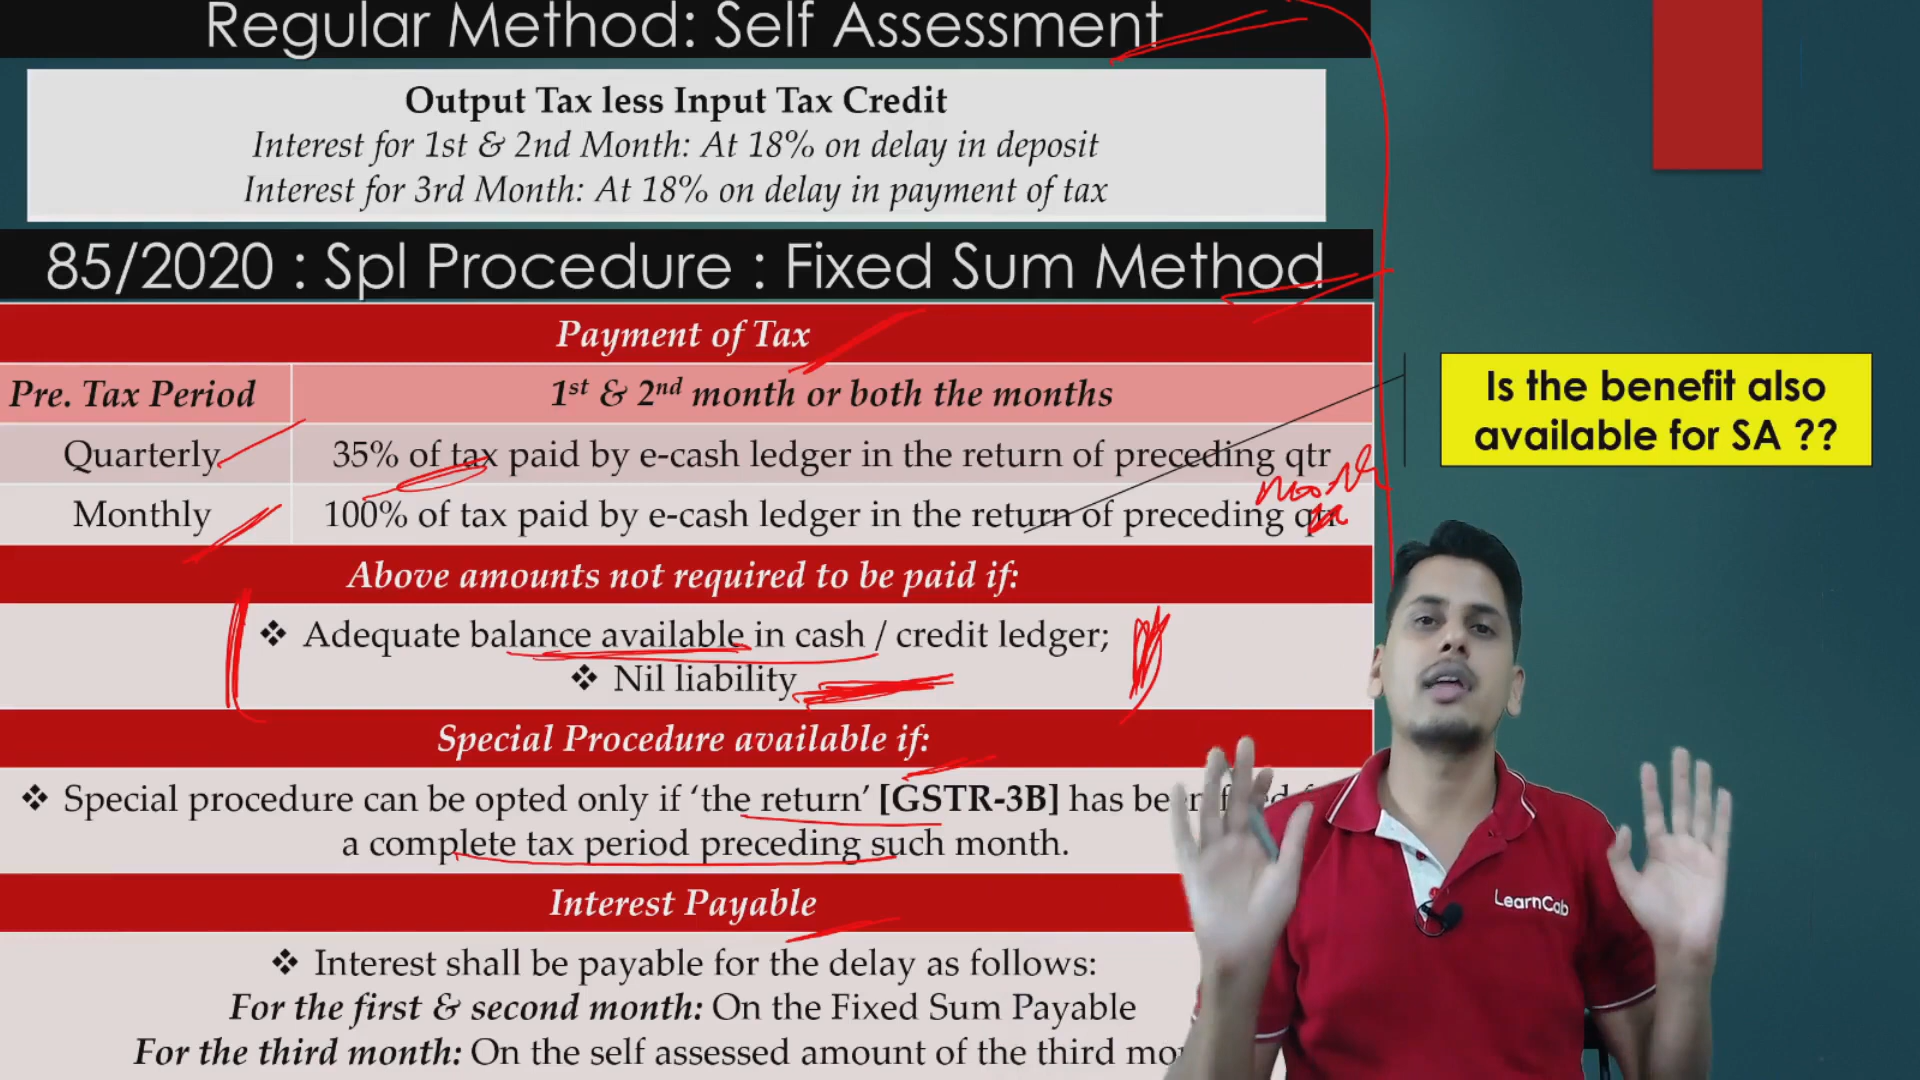 Regular Method: Self Assessment
Output Tax less Input Tax Credit
Interest for 1st & 2nd Month: At 18% on delay in deposit
Interest for 3rd Month: At 18% on delay in payment of tax
85/2020 : Spl Procedure : Fixed Sum Method
Payment of Tax
Pre. Tax Period 1st & 2nd month or both the months
Quarterly 35% of tax paid by e-cash ledger in the return of preceding qtr
month
Monthly 100% of tax paid by e-cash ledger in the return of preceding qtr
Is the benefit also
available for SA ??
Above amounts not required to be paid if:
❖ Adequate balance available in cash / credit ledger;
❖ Nil liability
Special Procedure available if:
❖ Special procedure can be opted only if ‘the return’ [GSTR-3B] has been
a complete tax period preceding such month.
Interest Payable
❖ Interest shall be payable for the delay as follows:
For the first & second month: On the Fixed Sum Payable
For the third month: On the self assessed amount of the third
LearnCab